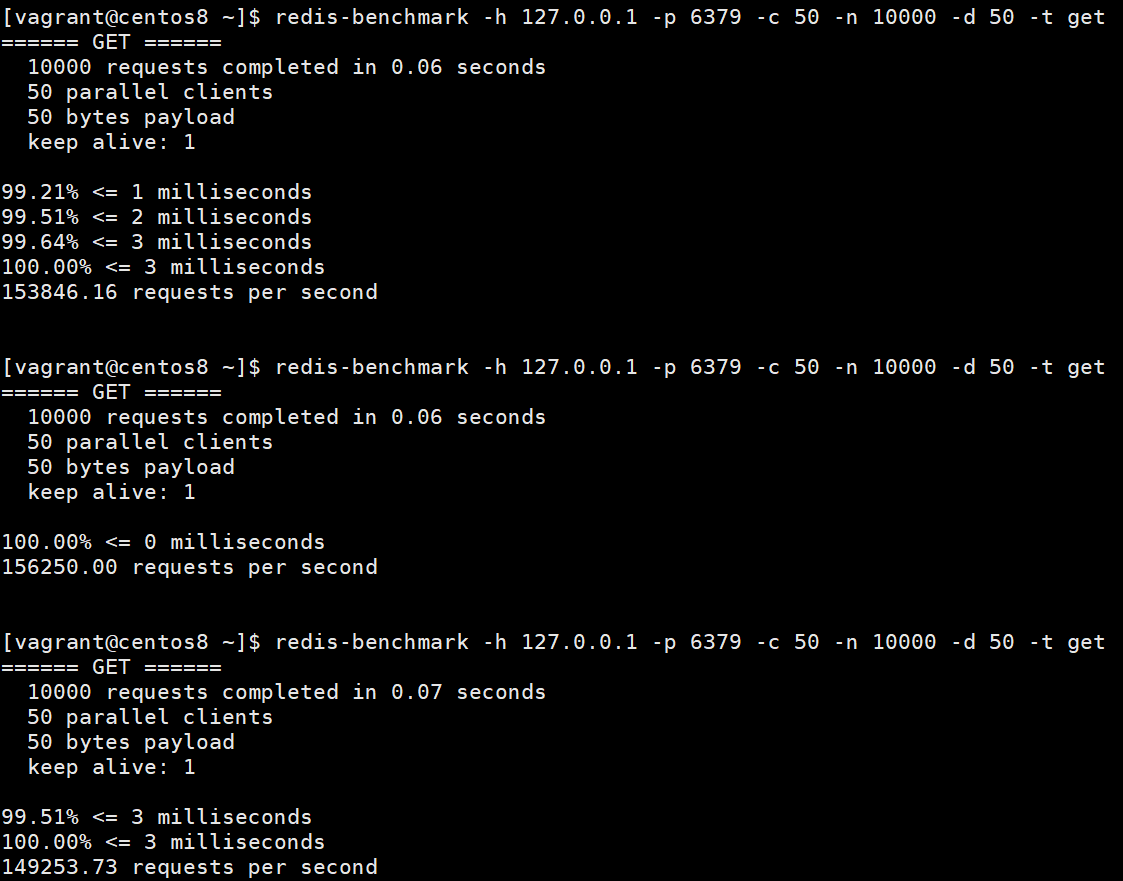 [vagrant@centos8 ~]$ redis-benchmark -h 127.0.0.1 -p 6379 -c 50 -n 10000 -d 50 -t get
====== GET ======
  10000 requests completed in 0.06 seconds
  50 parallel clients
  50 bytes payload
  keep alive: 1

99.21% <= 1 milliseconds
99.51% <= 2 milliseconds
99.64% <= 3 milliseconds
100.00% <= 3 milliseconds
153846.16 requests per second

[vagrant@centos8 ~]$ redis-benchmark -h 127.0.0.1 -p 6379 -c 50 -n 10000 -d 50 -t get
====== GET ======
  10000 requests completed in 0.06 seconds
  50 parallel clients
  50 bytes payload
  keep alive: 1

100.00% <= 0 milliseconds
156250.00 requests per second

[vagrant@centos8 ~]$ redis-benchmark -h 127.0.0.1 -p 6379 -c 50 -n 10000 -d 50 -t get
====== GET ======
  10000 requests completed in 0.07 seconds
  50 parallel clients
  50 bytes payload
  keep alive: 1

99.51% <= 3 milliseconds
100.00% <= 3 milliseconds
149253.73 requests per second